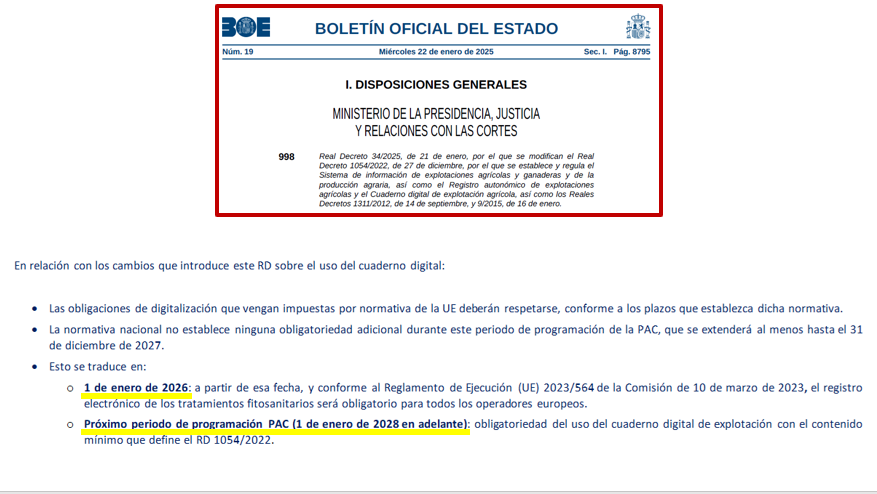 BOE
BOLETÍN OFICIAL DEL ESTADO
Núm. 19 Miércoles 22 de enero de 2025 Sec. I. Pág. 8795
I. DISPOSICIONES GENERALES
MINISTERIO DE LA PRESIDENCIA, JUSTICIA
Y RELACIONES CON LAS CORTES
998 Real Decreto 34/2025, de 21 de enero, por el que se modifican el Real
Decreto 1054/2022, de 27 de diciembre, por el que se establece y regula el
Sistema de información de explotaciones agrícolas y ganaderas y de la
producción agraria, así como el Registro autonómico de explotaciones
agrícolas y el Cuaderno digital de explotación agrícola, así como los Reales
Decretos 1311/2012, de 14 de septiembre, y 9/2015, de 16 de enero.
En relación con los cambios que introduce este RD sobre el uso del cuaderno digital:
• Las obligaciones de digitalización que vengan impuestas por normativa de la UE deberán respetarse, conforme a los plazos que establezca dicha normativa.
• La normativa nacional no establece ninguna obligatoriedad adicional durante este periodo de programación de la PAC, que se extenderá al menos hasta el 31
de diciembre de 2027.
• Esto se traduce en:
o 1 de enero de 2026: a partir de esa fecha, y conforme al Reglamento de Ejecución (UE) 2023/564 de la Comisión de 10 de marzo de 2023, el registro
electrónico de los tratamientos fitosanitarios será obligatorio para todos los operadores europeos.
o Próximo periodo de programación PAC (1 de enero de 2028 en adelante): obligatoriedad del uso del cuaderno digital de explotación con el contenido
mínimo que define el RD 1054/2022.